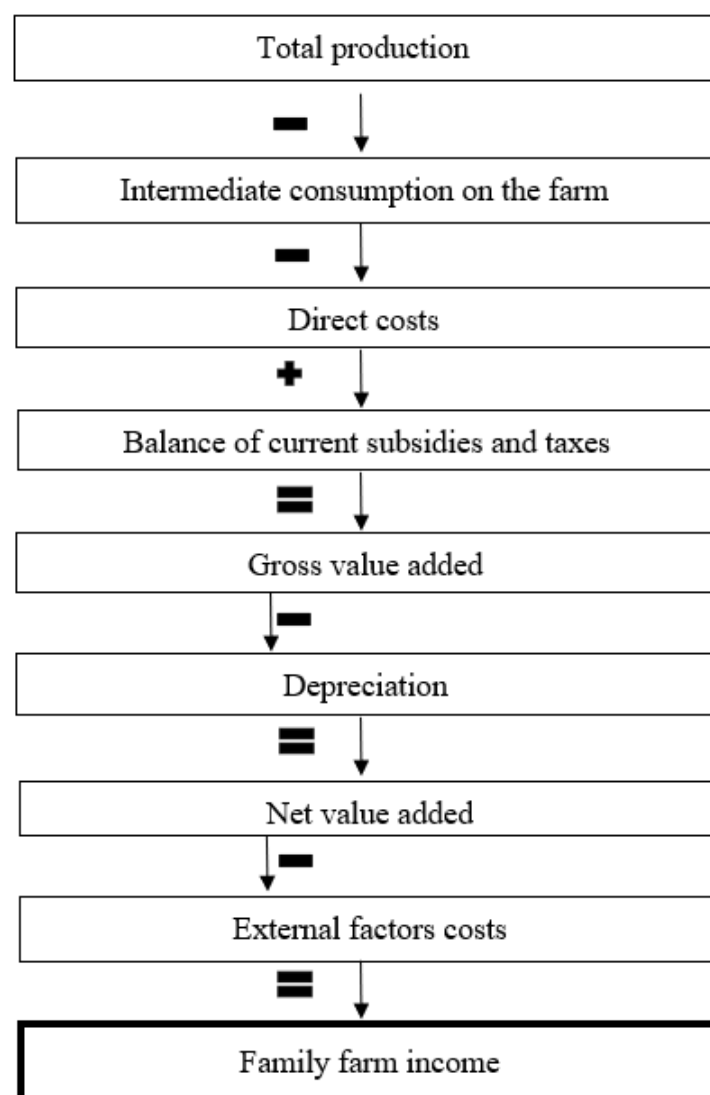 Total production
−
Intermediate consumption on the farm
−
Direct costs
+
Balance of current subsidies and taxes
=
Gross value added
−
Depreciation
=
Net value added
−
External factors costs
=
Family farm income